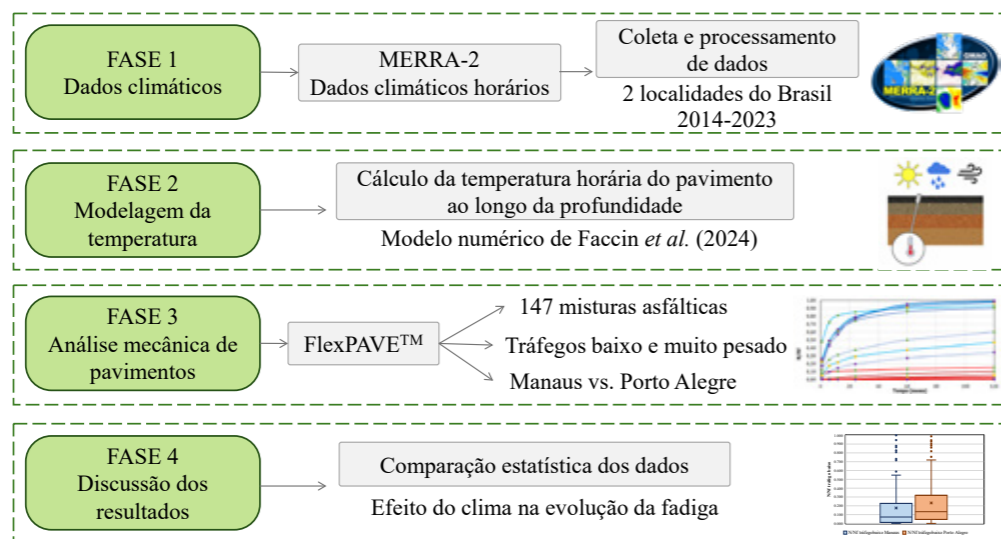 FASE 1
Dados climáticos
MERRA-2
Dados climáticos horários
Coleta e processamento
de dados
2 localidades do Brasil
2014-2023
GMAO
MERRA-2
FASE 2
Modelagem da
temperatura
Cálculo da temperatura horária do pavimento
ao longo da profundidade
Modelo numérico de Faccin et al. (2024)
FASE 3
Análise mecânica de
pavimentos
FlexPAVE™
147 misturas asfálticas
Tráfegos baixo e muito pesado
Manaus vs. Porto Alegre
FASE 4
Discussão dos
resultados
Comparação estatística dos dados
Efeito do clima na evolução da fadiga